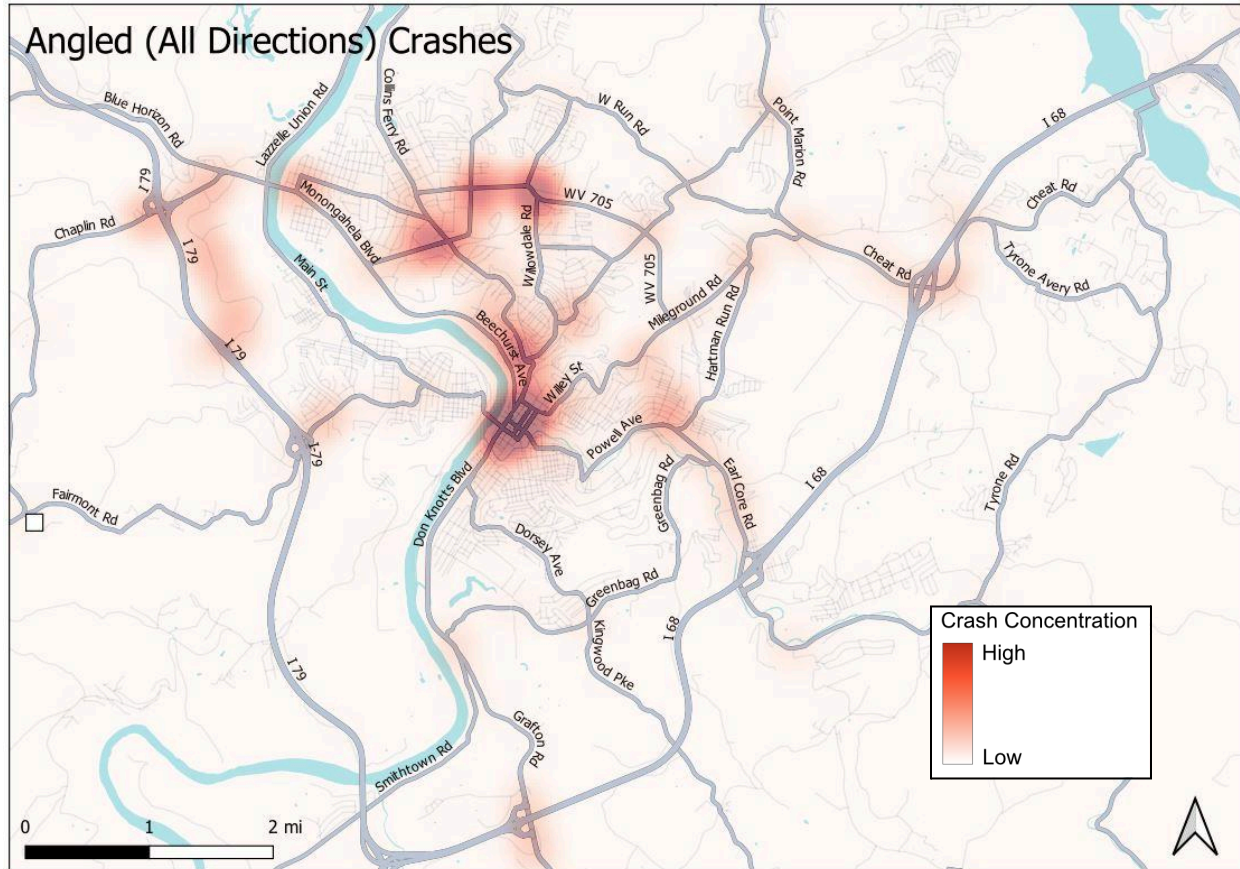 Angled (All Directions) Crashes
Blue Horizon Rd
Lazzelle Union Rd
Collins Ferry Rd
W Run Rd
Point Marion Rd
I 68
I 79
Chaplin Rd
Monongahela Blvd
WV 705
Willowdale Rd
Cheat Rd
I 79
Main St
WV 705
Cheat Rd
Tyrone Avery Rd
Mileground Rd
Hartman Run Rd
Beechurst Ave
I 79
Willey St
Powell Ave
I-79
Earl Core Rd
I 68
Greenbag Rd
Tyrone Rd
Fairmont Rd
Don Knotts Blvd
Dorsey Ave
Greenbag Rd
Kingwood Pke
I 68
I 79
Grafton Rd
Smithtown Rd
Crash Concentration
High
Low
0 1 2 mi